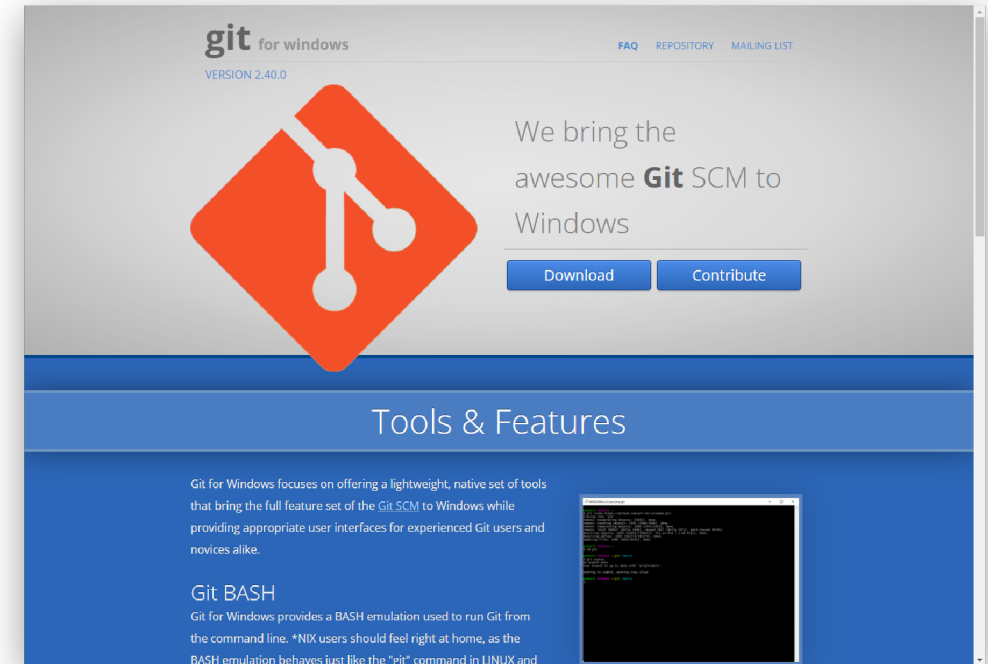 git for windows
FAQ REPOSITORY MAILING LIST
VERSION 2.40.0
We bring the
awesome Git SCM to
Windows
Download Contribute
Tools & Features
Git for Windows focuses on offering a lightweight, native set of tools
that bring the full feature set of the Git SCM to Windows while
providing appropriate user interfaces for experienced Git users and
novices alike.
Git BASH
Git for Windows provides a BASH emulation used to run Git from
the command line. *NIX users should feel right at home, as the
BASH emulation behaves just like the "git" command in LINUX and